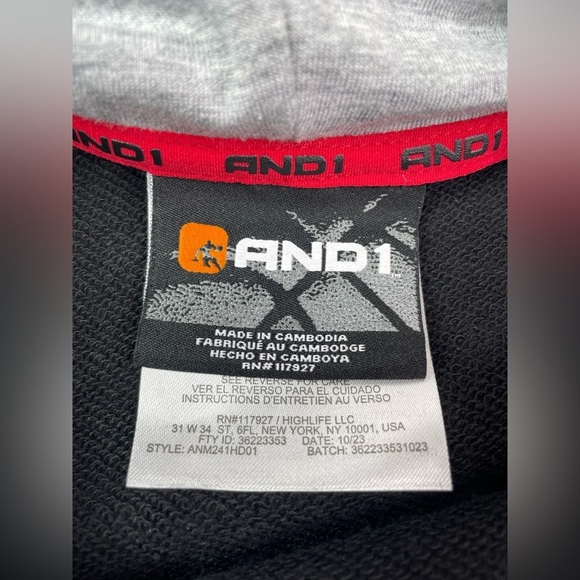 AND1 AND1 AND1
AND1
MADE IN CAMBODIA
FABRIQUÉ AU CAMBODGE
HECHO EN CAMBOYA
RN# 117927
SEE REVERSE FOR CARE
VER EL REVERSO PARA EL CUIDADO
INSTRUCTIONS D'ENTRETIEN AU VERSO
RN#117927 / HIGHLIFE LLC
31 W 34 ST, 6FL, NEW YORK, NY 10001, USA
FTY ID: 36223353 DATE: 10/23
STYLE: ANM241HD01 BATCH: 362233531023